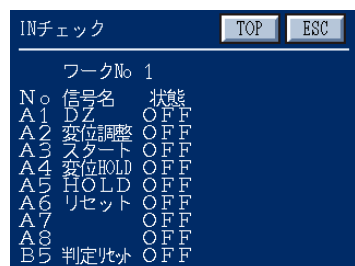 INチェック TOP ESC
ワークNo 1
No 信号名 状態
A1 DZ OFF
A2 変位調整 OFF
A3 スタート OFF
A4 変位HOLD OFF
A5 HOLD OFF
A6 リセット OFF
A7 OFF
A8 OFF
B5 判定リセット OFF